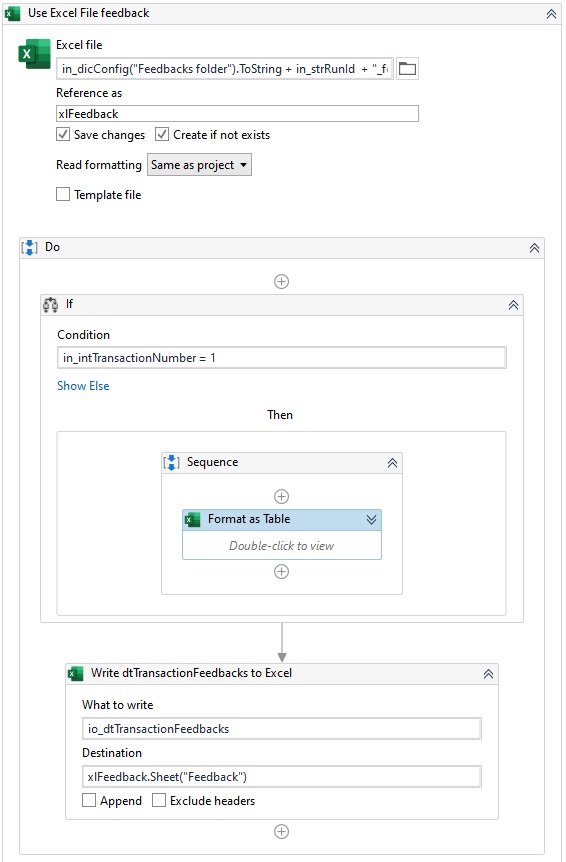 Use Excel File feedback
Excel file
in_dicConfig("Feedbacks folder").ToString + in_strRunId + "_f
Reference as
xlFeedback
Save changes Create if not exists
Read formatting Same as project
Template file
Do
If
Condition
in_intTransactionNumber = 1
Show Else
Then
Sequence
Format as Table
Double-click to view
Write dtTransactionFeedbacks to Excel
What to write
io_dtTransactionFeedbacks
Destination
xlFeedback.Sheet("Feedback")
Append Exclude headers